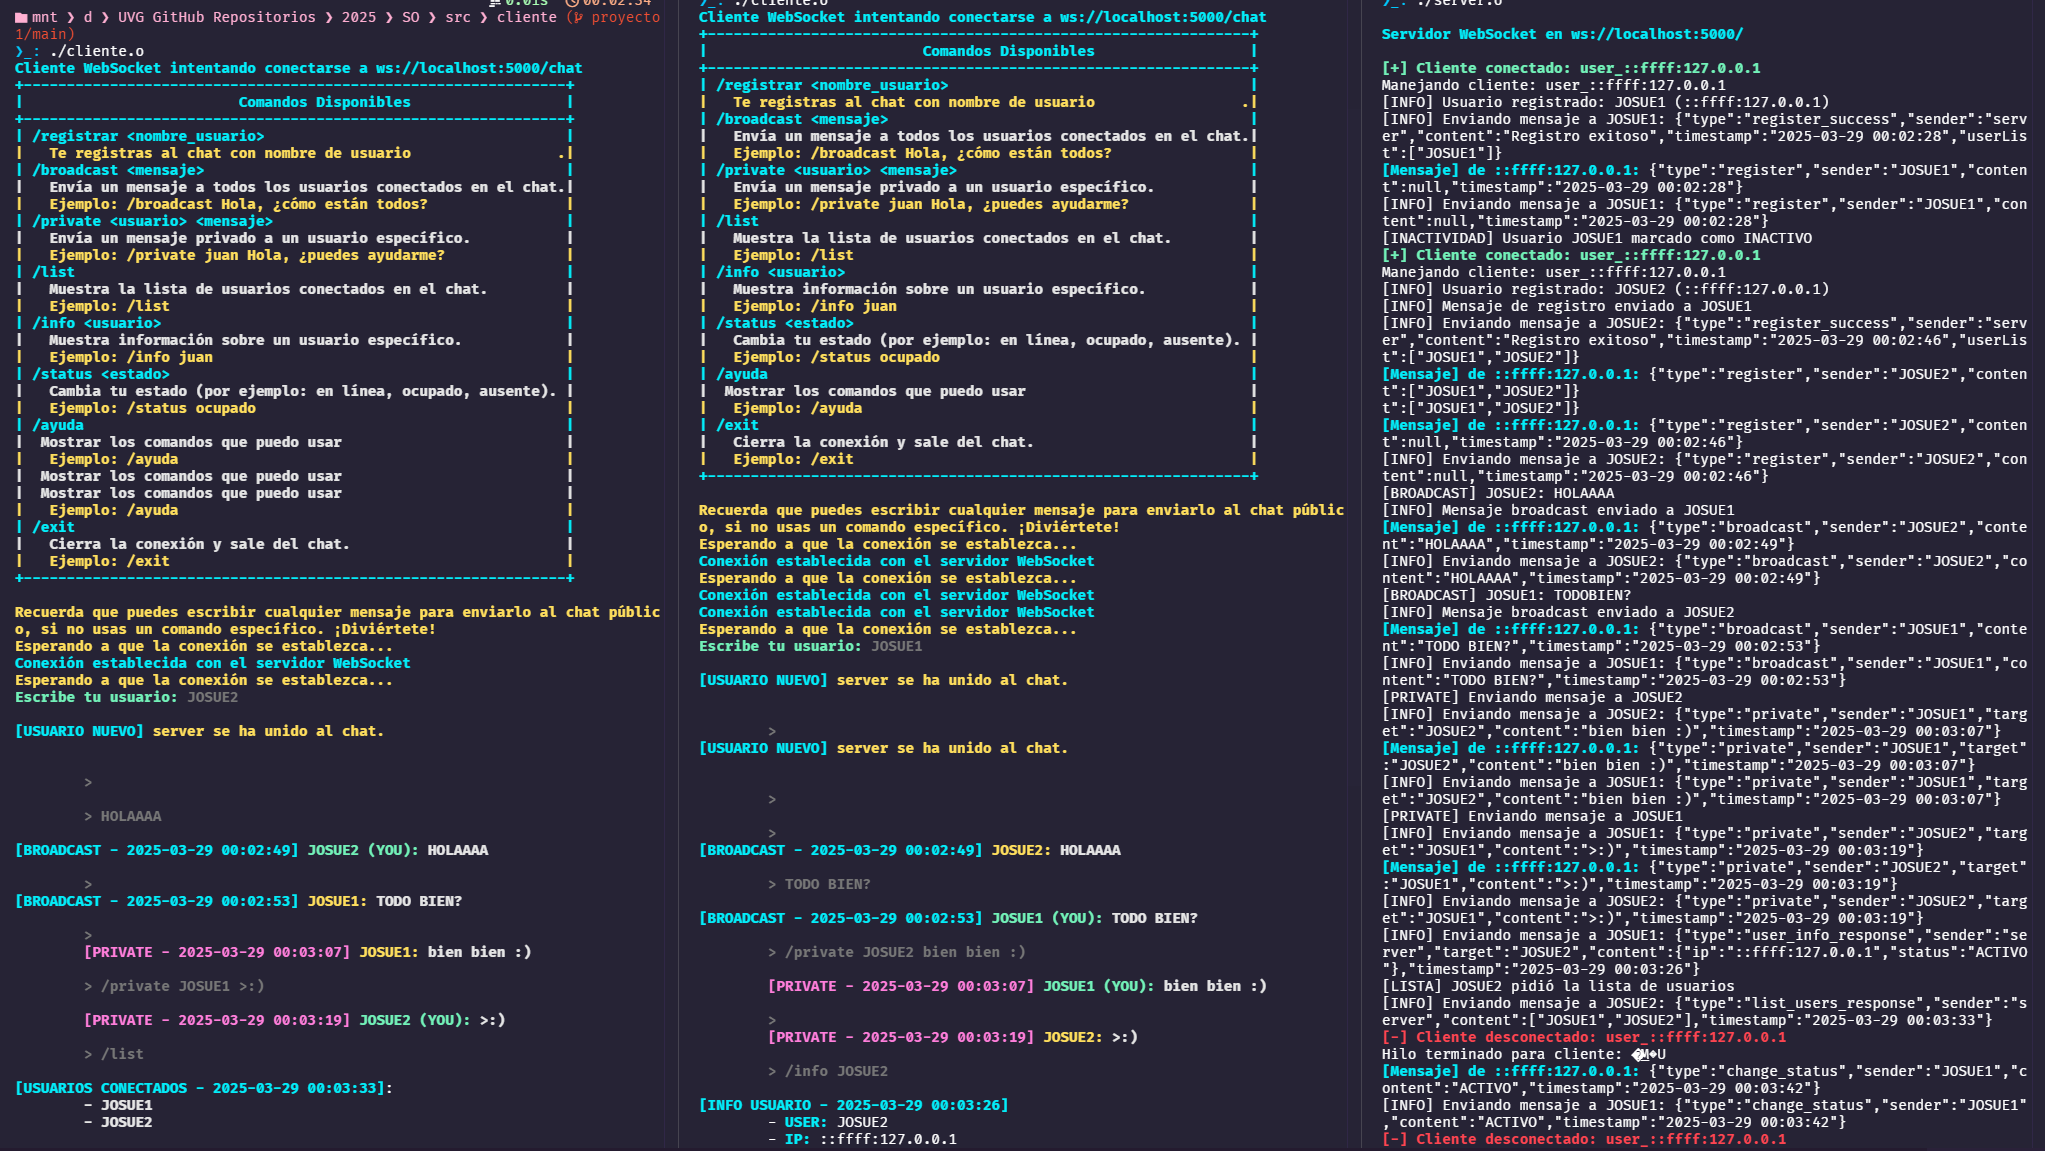 0.01s 00:02:34
mnt ❯ d ❯ UVG GitHub Repositorios ❯ 2025 ❯ SO ❯ src ❯ cliente ( proyecto
1/main)
❯_: ./cliente.o
Cliente WebSocket intentando conectarse a ws://localhost:5000/chat
+---------------------------------------------------------------+
| Comandos Disponibles |
+---------------------------------------------------------------+
| /registrar <nombre_usuario> |
| Te registras al chat con nombre de usuario .|
| /broadcast <mensaje> |
| Envía un mensaje a todos los usuarios conectados en el chat.|
| Ejemplo: /broadcast Hola, ¿cómo están todos? |
| /private <usuario> <mensaje> |
| Envía un mensaje privado a un usuario específico. |
| Ejemplo: /private juan Hola, ¿puedes ayudarme? |
| /list |
| Muestra la lista de usuarios conectados en el chat. |
| Ejemplo: /list |
| /info <usuario> |
| Muestra información sobre un usuario específico. |
| Ejemplo: /info juan |
| /status <estado> |
| Cambia tu estado (por ejemplo: en línea, ocupado, ausente). |
| Ejemplo: /status ocupado |
| /ayuda |
| Mostrar los comandos que puedo usar |
| Ejemplo: /ayuda |
| Mostrar los comandos que puedo usar |
| Mostrar los comandos que puedo usar |
| Ejemplo: /ayuda |
| /exit |
| Cierra la conexión y sale del chat. |
| Ejemplo: /exit |
+---------------------------------------------------------------+
Recuerda que puedes escribir cualquier mensaje para enviarlo al chat públic
o, si no usas un comando específico. ¡Diviértete!
Esperando a que la conexión se establezca...
Conexión establecida con el servidor WebSocket
Esperando a que la conexión se establezca...
Escribe tu usuario: JOSUE2
[USUARIO NUEVO] server se ha unido al chat.
>
> HOLAAAA
[BROADCAST - 2025-03-29 00:02:49] JOSUE2 (YOU): HOLAAAA
>
[BROADCAST - 2025-03-29 00:02:53] JOSUE1: TODO BIEN?
>
[PRIVATE - 2025-03-29 00:03:07] JOSUE1: bien bien :)
> /private JOSUE1 >:)
[PRIVATE - 2025-03-29 00:03:19] JOSUE2 (YOU): >:)
> /list
[USUARIOS CONECTADOS - 2025-03-29 00:03:33]:
- JOSUE1
- JOSUE2
❯_: ./cliente.o
Cliente WebSocket intentando conectarse a ws://localhost:5000/chat
+---------------------------------------------------------------+
| Comandos Disponibles |
+---------------------------------------------------------------+
| /registrar <nombre_usuario> |
| Te registras al chat con nombre de usuario .|
| /broadcast <mensaje> |
| Envía un mensaje a todos los usuarios conectados en el chat.|
| Ejemplo: /broadcast Hola, ¿cómo están todos? |
| /private <usuario> <mensaje> |
| Envía un mensaje privado a un usuario específico. |
| Ejemplo: /private juan Hola, ¿puedes ayudarme? |
| /list |
| Muestra la lista de usuarios conectados en el chat. |
| Ejemplo: /list |
| /info <usuario> |
| Muestra información sobre un usuario específico. |
| Ejemplo: /info juan |
| /status <estado> |
| Cambia tu estado (por ejemplo: en línea, ocupado, ausente). |
| Ejemplo: /status ocupado |
| /ayuda |
| Mostrar los comandos que puedo usar |
| Ejemplo: /ayuda |
| /exit |
| Cierra la conexión y sale del chat. |
| Ejemplo: /exit |
+---------------------------------------------------------------+
Recuerda que puedes escribir cualquier mensaje para enviarlo al chat públic
o, si no usas un comando específico. ¡Diviértete!
Esperando a que la conexión se establezca...
Conexión establecida con el servidor WebSocket
Esperando a que la conexión se establezca...
Conexión establecida con el servidor WebSocket
Conexión establecida con el servidor WebSocket
Esperando a que la conexión se establezca...
Escribe tu usuario: JOSUE1
[USUARIO NUEVO] server se ha unido al chat.
>
[USUARIO NUEVO] server se ha unido al chat.
>
>
[BROADCAST - 2025-03-29 00:02:49] JOSUE2: HOLAAAA
> TODO BIEN?
[BROADCAST - 2025-03-29 00:02:53] JOSUE1 (YOU): TODO BIEN?
> /private JOSUE2 bien bien :)
[PRIVATE - 2025-03-29 00:03:07] JOSUE1 (YOU): bien bien :)
>
[PRIVATE - 2025-03-29 00:03:19] JOSUE2: >:)
> /info JOSUE2
[INFO USUARIO - 2025-03-29 00:03:26]
- USER: JOSUE2
- IP: ::ffff:127.0.0.1
❯_: ./server.o
Servidor WebSocket en ws://localhost:5000/
[+] Cliente conectado: user_::ffff:127.0.0.1
Manejando cliente: user_::ffff:127.0.0.1
[INFO] Usuario registrado: JOSUE1 (::ffff:127.0.0.1)
[INFO] Enviando mensaje a JOSUE1: {"type":"register_success","sender":"serv
er","content":"Registro exitoso","timestamp":"2025-03-29 00:02:28","userLis
t":["JOSUE1"]}
[Mensaje] de ::ffff:127.0.0.1: {"type":"register","sender":"JOSUE1","conten
t":null,"timestamp":"2025-03-29 00:02:28"}
[INFO] Enviando mensaje a JOSUE1: {"type":"register","sender":"JOSUE1","con
tent":null,"timestamp":"2025-03-29 00:02:28"}
[INACTIVIDAD] Usuario JOSUE1 marcado como INACTIVO
[+] Cliente conectado: user_::ffff:127.0.0.1
Manejando cliente: user_::ffff:127.0.0.1
[INFO] Usuario registrado: JOSUE2 (::ffff:127.0.0.1)
[INFO] Mensaje de registro enviado a JOSUE1
[INFO] Enviando mensaje a JOSUE2: {"type":"register_success","sender":"serv
er","content":"Registro exitoso","timestamp":"2025-03-29 00:02:46","userLis
t":["JOSUE1","JOSUE2"]}
[Mensaje] de ::ffff:127.0.0.1: {"type":"register","sender":"JOSUE2","conten
t":["JOSUE1","JOSUE2"]}
t":["JOSUE1","JOSUE2"]}
[Mensaje] de ::ffff:127.0.0.1: {"type":"register","sender":"JOSUE2","conten
t":null,"timestamp":"2025-03-29 00:02:46"}
[INFO] Enviando mensaje a JOSUE2: {"type":"register","sender":"JOSUE2","con
tent":null,"timestamp":"2025-03-29 00:02:46"}
[BROADCAST] JOSUE2: HOLAAAA
[INFO] Mensaje broadcast enviado a JOSUE1
[Mensaje] de ::ffff:127.0.0.1: {"type":"broadcast","sender":"JOSUE2","conte
nt":"HOLAAAA","timestamp":"2025-03-29 00:02:49"}
[INFO] Enviando mensaje a JOSUE2: {"type":"broadcast","sender":"JOSUE2","co
ntent":"HOLAAAA","timestamp":"2025-03-29 00:02:49"}
[BROADCAST] JOSUE1: TODOBIEN?
[INFO] Mensaje broadcast enviado a JOSUE2
[Mensaje] de ::ffff:127.0.0.1: {"type":"broadcast","sender":"JOSUE1","conte
nt":"TODO BIEN?","timestamp":"2025-03-29 00:02:53"}
[INFO] Enviando mensaje a JOSUE1: {"type":"broadcast","sender":"JOSUE1","co
ntent":"TODO BIEN?","timestamp":"2025-03-29 00:02:53"}
[PRIVATE] Enviando mensaje a JOSUE2
[INFO] Enviando mensaje a JOSUE2: {"type":"private","sender":"JOSUE1","targ
et":"JOSUE2","content":"bien bien :)","timestamp":"2025-03-29 00:03:07"}
[Mensaje] de ::ffff:127.0.0.1: {"type":"private","sender":"JOSUE1","target"
:"JOSUE2","content":"bien bien :)","timestamp":"2025-03-29 00:03:07"}
[INFO] Enviando mensaje a JOSUE1: {"type":"private","sender":"JOSUE1","targ
et":"JOSUE2","content":"bien bien :)","timestamp":"2025-03-29 00:03:07"}
[PRIVATE] Enviando mensaje a JOSUE1
[INFO] Enviando mensaje a JOSUE1: {"type":"private","sender":"JOSUE2","targ
et":"JOSUE1","content":">:)","timestamp":"2025-03-29 00:03:19"}
[Mensaje] de ::ffff:127.0.0.1: {"type":"private","sender":"JOSUE2","target"
:"JOSUE1","content":">:)","timestamp":"2025-03-29 00:03:19"}
[INFO] Enviando mensaje a JOSUE2: {"type":"private","sender":"JOSUE2","targ
et":"JOSUE1","content":">:)","timestamp":"2025-03-29 00:03:19"}
[INFO] Enviando mensaje a JOSUE1: {"type":"user_info_response","sender":"se
rver","target":"JOSUE2","content":{"ip":"::ffff:127.0.0.1","status":"ACTIVO
"},"timestamp":"2025-03-29 00:03:26"}
[LISTA] JOSUE2 pidió la lista de usuarios
[INFO] Enviando mensaje a JOSUE2: {"type":"list_users_response","sender":"s
erver","content":["JOSUE1","JOSUE2"],"timestamp":"2025-03-29 00:03:33"}
[-] Cliente desconectado: user_::ffff:127.0.0.1
Hilo terminado para cliente:
[Mensaje] de ::ffff:127.0.0.1: {"type":"change_status","sender":"JOSUE1","c
ontent":"ACTIVO","timestamp":"2025-03-29 00:03:42"}
[INFO] Enviando mensaje a JOSUE1: {"type":"change_status","sender":"JOSUE1"
,"content":"ACTIVO","timestamp":"2025-03-29 00:03:42"}
[-] Cliente desconectado: user_::ffff:127.0.0.1